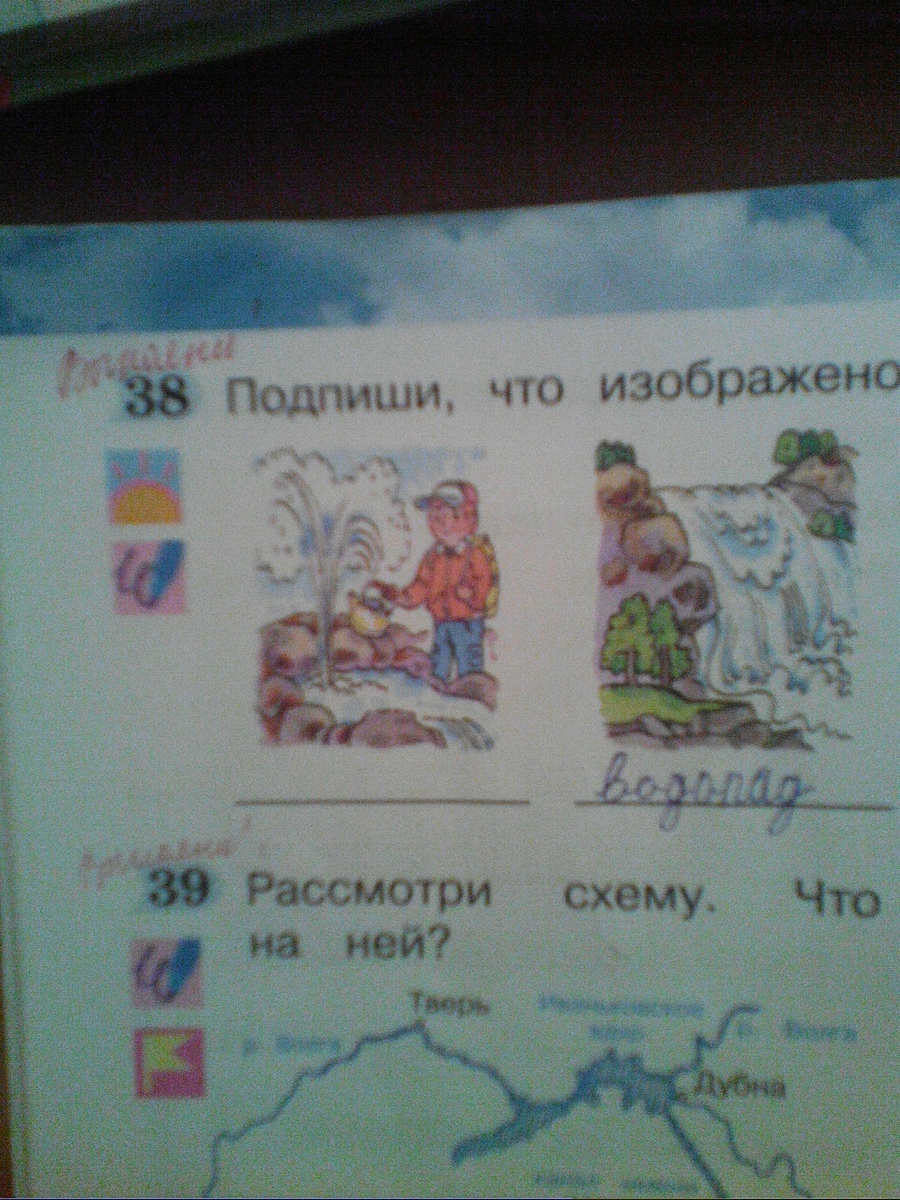 38 Подпиши, что изображено
водопад
39 Рассмотри схему. Что
на ней?
Тверь
р. Волга
р. Волга
Дубна